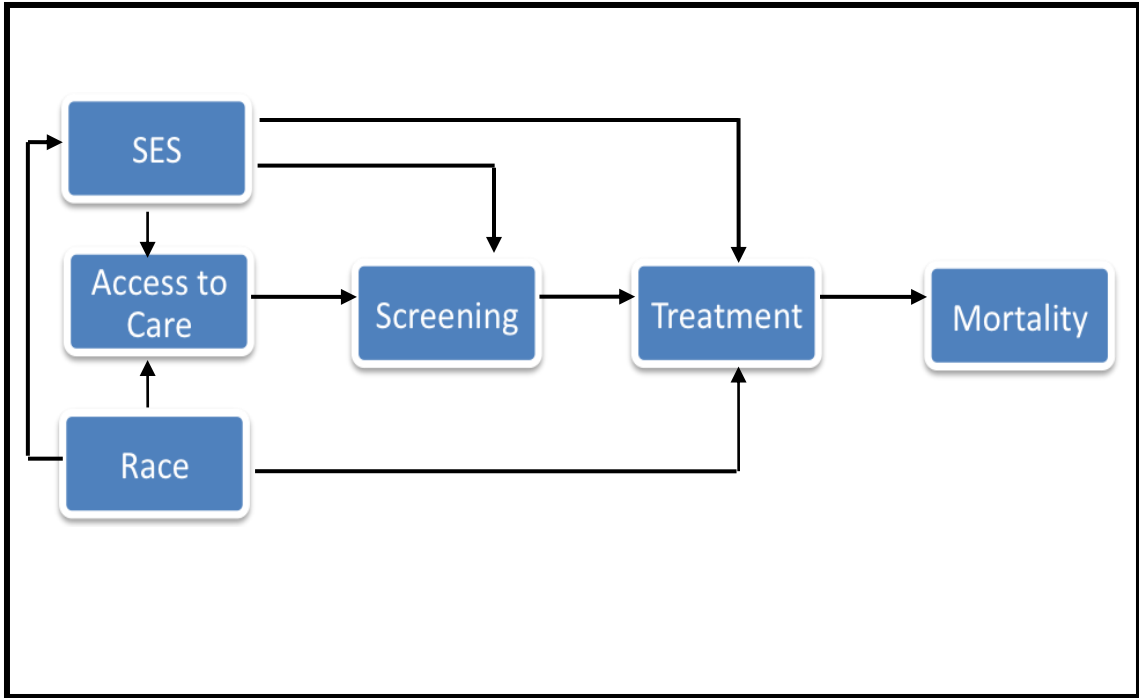 SES
Access to
Care
Screening
Treatment
Mortality
Race